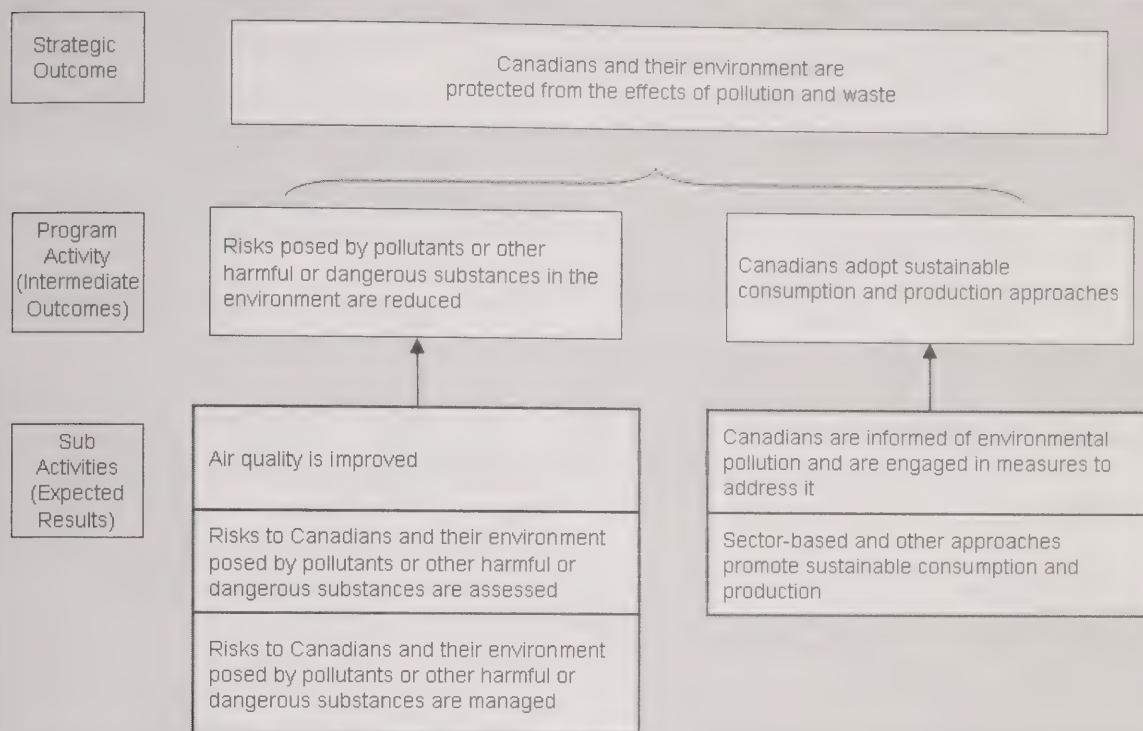 Strategic
Outcome
Canadians and their environment are
protected from the effects of pollution and waste
Program
Activity
(Intermediate
Outcomes)
Risks posed by pollutants or other
harmful or dangerous substances in the
environment are reduced
Canadians adopt sustainable
consumption and production approaches
Sub
Activities
(Expected
Results)
Air quality is improved
Risks to Canadians and their environment
posed by pollutants or other harmful or
dangerous substances are assessed
Risks to Canadians and their environment
posed by pollutants or other harmful or
dangerous substances are managed
Canadians are informed of environmental
pollution and are engaged in measures to
address it
Sector-based and other approaches
promote sustainable consumption and
production